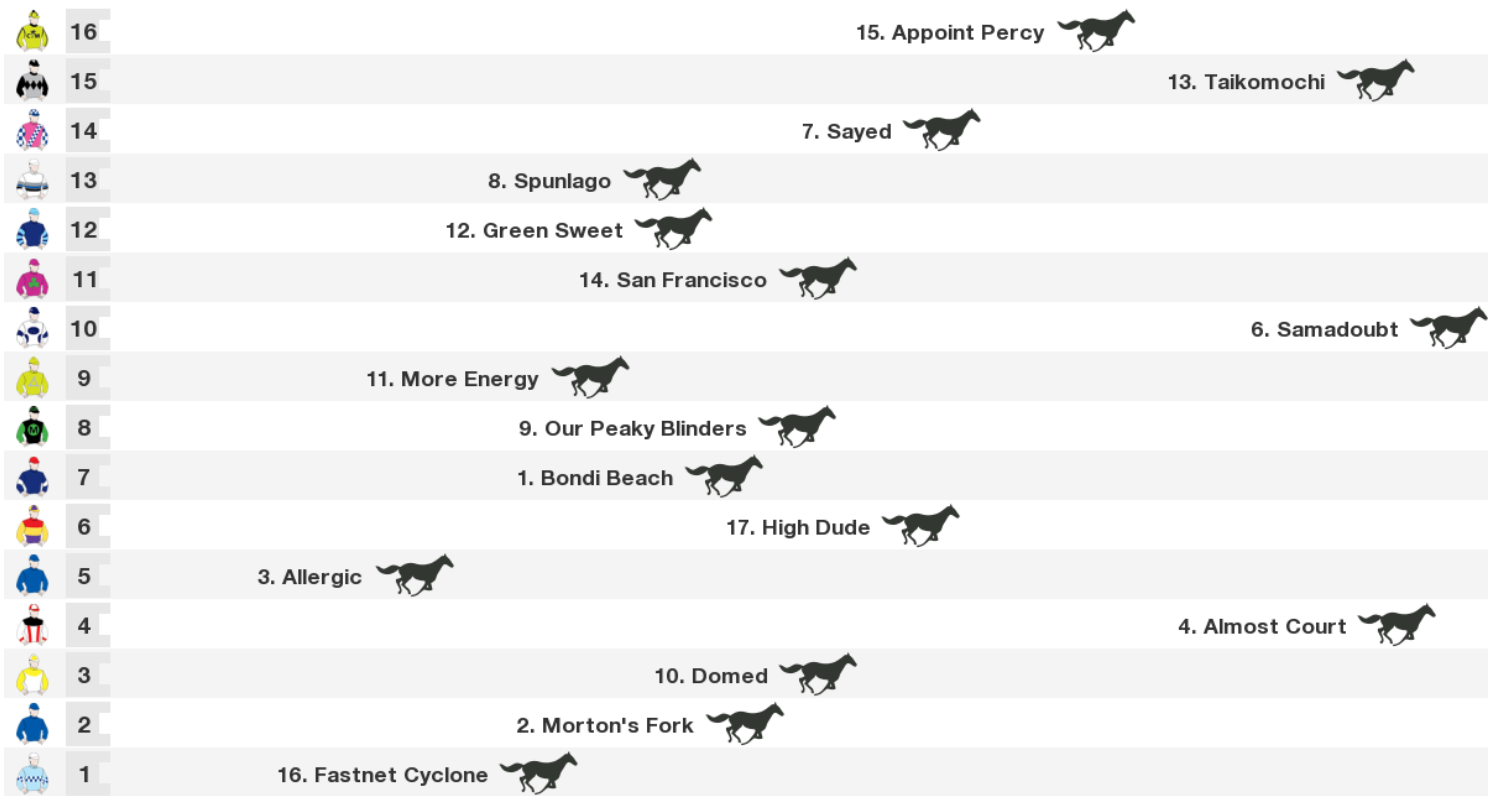 16 15. Appoint Percy
15 13. Taikomochi
14 7. Sayed
13 8. Spunlago
12 12. Green Sweet
11 14. San Francisco
10 6. Samadoubt
9 11. More Energy
8 9. Our Peaky Blinders
7 1. Bondi Beach
6 17. High Dude
5 3. Allergic
4 4. Almost Court
3 10. Domed
2 2. Morton's Fork
1 16. Fastnet Cyclone